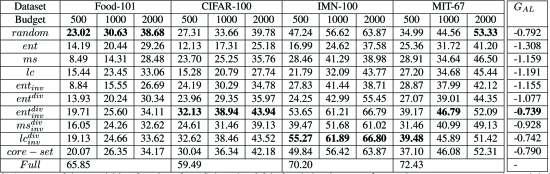 Dataset Food-101 CIFAR-100 IMN-100 MIT-67 G_AL
Budget 500 1000 2000 500 1000 2000 500 1000 2000 500 1000 2000
random 23.02 30.63 38.68 27.31 33.66 39.78 47.24 56.62 63.87 34.99 44.56 53.33 -0.792
ent 14.19 20.44 29.26 12.13 17.31 25.18 16.99 24.62 37.58 25.36 31.72 41.20 -1.308
ms 8.49 14.31 28.48 23.70 25.25 35.76 28.46 41.29 38.98 28.91 34.64 46.50 -1.159
lc 15.44 23.45 33.06 15.28 20.79 27.74 21.79 32.09 43.77 27.20 34.68 45.44 -1.191
ent_inv 8.84 15.55 26.69 24.19 30.29 34.78 27.83 41.44 38.71 28.87 37.99 42.12 -1.155
ent^div 13.93 20.24 30.34 23.96 29.35 35.97 24.25 42.99 55.45 27.07 39.01 44.35 -1.077
ent^div_inv 19.71 25.60 34.11 32.13 38.94 43.94 53.65 61.21 66.79 39.17 46.79 52.09 -0.739
ms^div_inv 16.05 24.26 32.62 24.61 31.46 39.13 39.47 51.68 61.02 31.46 40.99 49.13 -0.928
lc^div_inv 19.13 24.66 33.62 32.62 38.46 43.52 55.27 61.89 66.80 39.48 45.89 51.42 -0.742
core-set 20.07 26.35 34.17 30.04 36.34 42.18 49.84 56.42 63.87 37.10 46.08 52.31 -0.790
Full 65.85 59.49 70.20 72.43 -